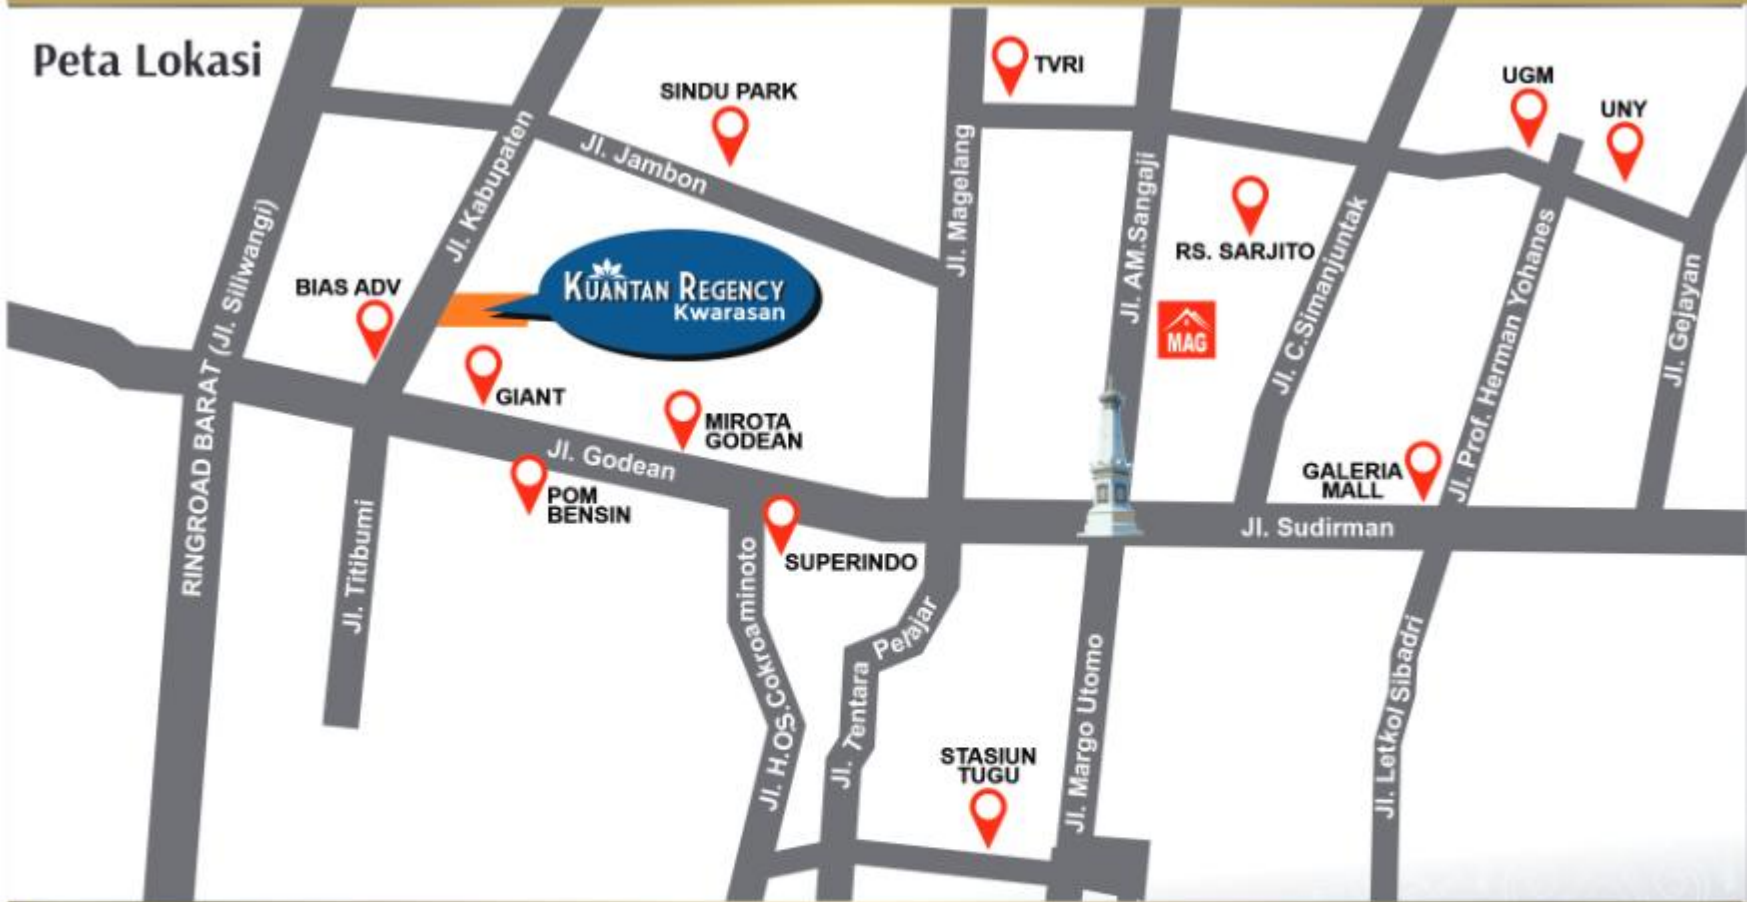 Peta Lokasi
TVRI
UGM
SINDU PARK
UNY
Jl. Jambon
Jl. Kabupaten
Jl. Magelang
Jl. AM.Sangaji
RINGROAD BARAT (Jl. Siliwangi)
RS. SARJITO
Jl. C.Simanjuntak
Jl. Prof. Herman Yohanes
Jl. Gejayan
BIAS ADV
KUANTAN REGENCY
Kwarasan
MAG
GIANT
MIROTA
GODEAN
Jl. Godean
GALERIA
MALL
POM
BENSIN
Jl. Sudirman
SUPERINDO
Jl. Titibumi
Jl. H.OS.Cokroaminoto
Jl. Tentara Pelajar
Jl. Margo Utomo
Jl. Letkol Sibadri
STASIUN
TUGU